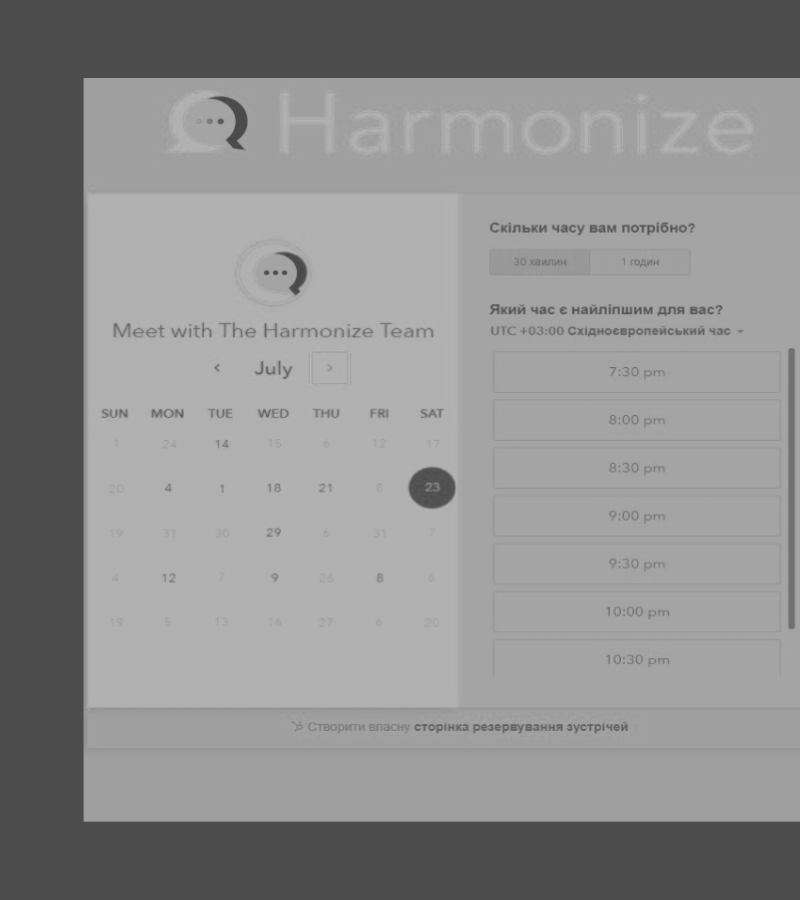 Harmonize
Meet with The Harmonize Team
July
SUN MON TUE WED THU FRI SAT
1 24 14 15 6 12 17
20 4 1 18 21 8 23
19 31 30 29 6 31 7
4 12 7 9 26 8 6
19 5 13 16 27 6 20
Скільки часу вам потрібно?
30 хвилин 1 годин
Який час є найліпшим для вас?
UTC +03:00 Східноєвропейський час
7:30 pm
8:00 pm
8:30 pm
9:00 pm
9:30 pm
10:00 pm
10:30 pm
Створити власну сторінка резервування зустрічей